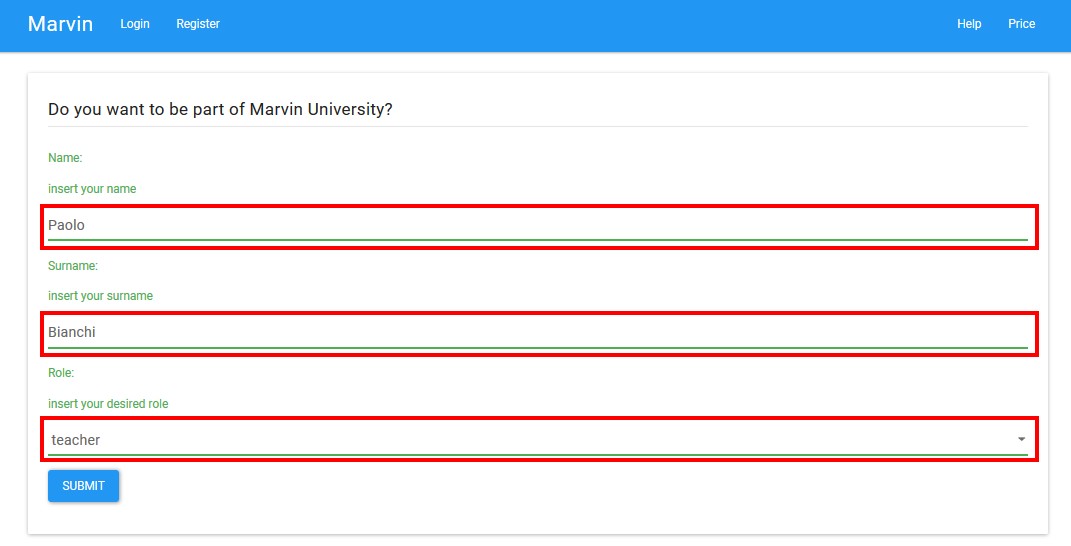 Marvin Login Register Help Price
Do you want to be part of Marvin University?
Name:
insert your name
Paolo
Surname:
insert your surname
Bianchi
Role:
insert your desired role
teacher
SUBMIT